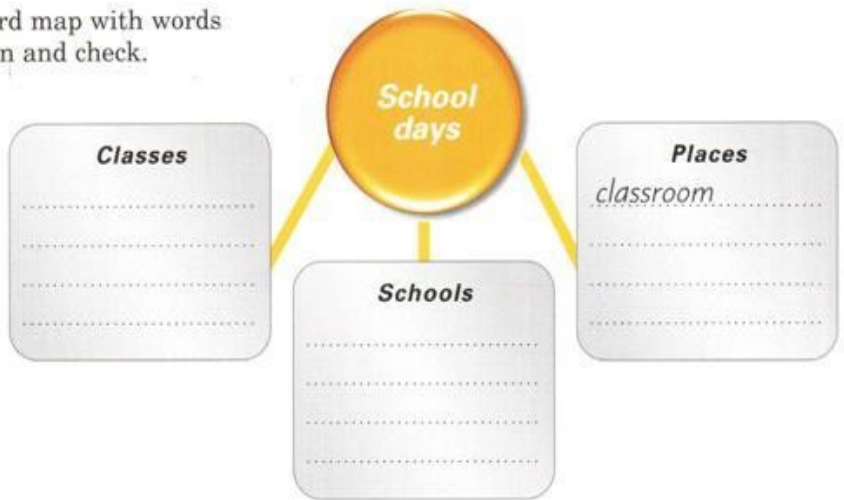 rd map with words
n and check.
School
days
Classes
Places
classroom
Schools